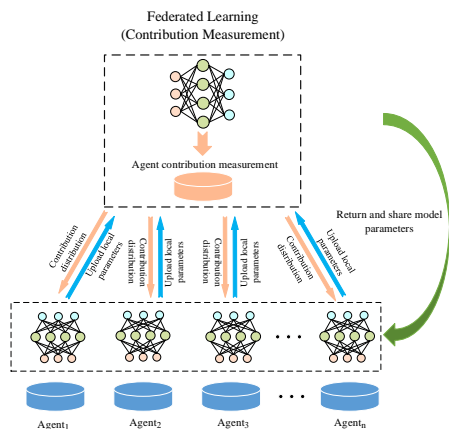 Federated Learning
(Contribution Measurement)
Agent contribution measurement
Return and share model
parameters
Contribution
distribution
Upload local
parameters
Contribution
distribution
Upload local
parameters
Contribution
distribution
Upload local
parameters
Upload local
parameters
Contribution
distribution
Agent1
Agent2
Agent3
Agentn